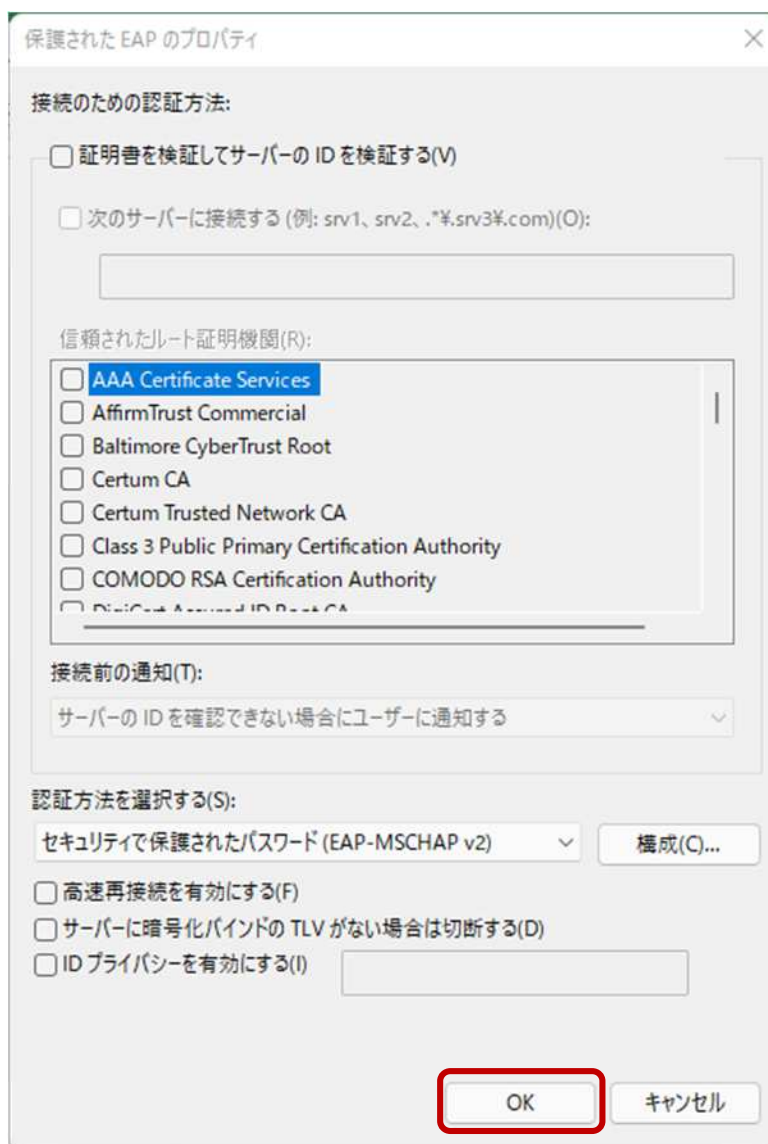 保護された EAP のプロパティ
接続のための認証方法:
証明書を検証してサーバーの ID を検証する(V)
次のサーバーに接続する (例: srv1、srv2、.*¥.srv3¥.com)(O):
信頼されたルート証明機関(R):
AAA Certificate Services
AffirmTrust Commercial
Baltimore CyberTrust Root
Certum CA
Certum Trusted Network CA
Class 3 Public Primary Certification Authority
COMODO RSA Certification Authority
DigiCert Assured ID Root CA
接続前の通知(T):
サーバーの ID を確認できない場合にユーザーに通知する
認証方法を選択する(S):
セキュリティで保護されたパスワード (EAP-MSCHAP v2)
構成(C)...
高速再接続を有効にする(F)
サーバーに暗号化バインドの TLV がない場合は切断する(D)
ID プライバシーを有効にする(I)
OK
キャンセル